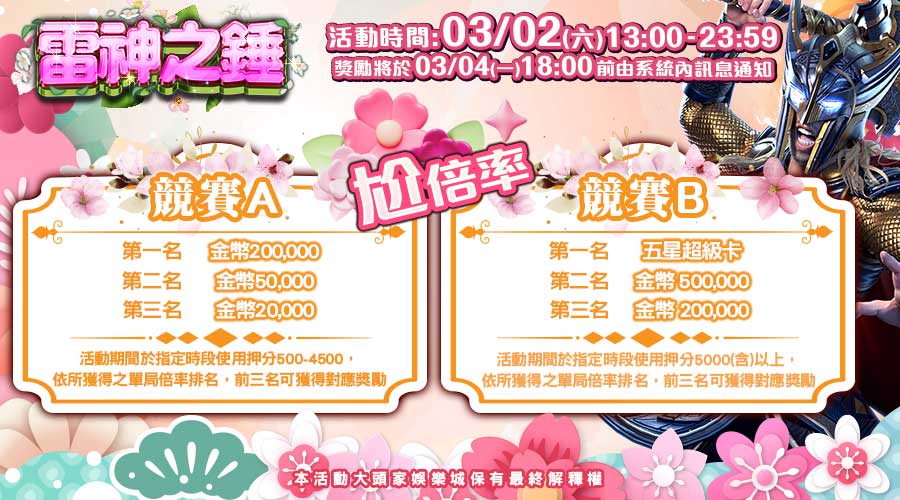 雷神之錘
活動時間:03/02(六)13:00-23:59
獎勵將於03/04(一)18:00前由系統內訊息通知
尬倍率
競賽A
第一名 金幣200,000
第二名 金幣50,000
第三名 金幣20,000
活動期間於指定時段使用押分500-4500，
依所獲得之單局倍率排名，前三名可獲得對應獎勵
競賽B
第一名 五星超級卡
第二名 金幣 500,000
第三名 金幣 200,000
活動期間於指定時段使用押分5000(含)以上，
依所獲得之單局倍率排名，前三名可獲得對應獎勵
本活動大頭家娛樂城保有最終解釋權